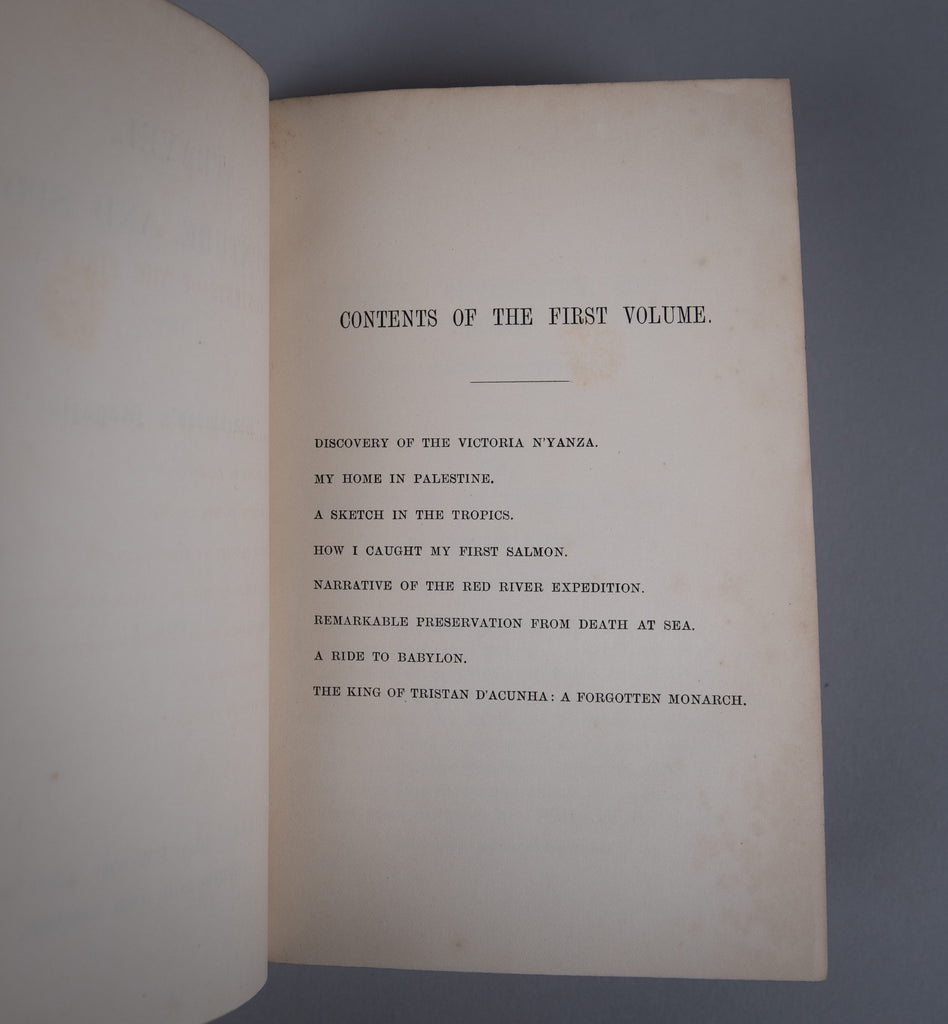 CONTENTS OF THE FIRST VOLUME.
DISCOVERY OF THE VICTORIA N'YANZA.
MY HOME IN PALESTINE.
A SKETCH IN THE TROPICS.
HOW I CAUGHT MY FIRST SALMON.
NARRATIVE OF THE RED RIVER EXPEDITION.
REMARKABLE PRESERVATION FROM DEATH AT SEA.
A RIDE TO BABYLON.
THE KING OF TRISTAN D'ACUNHA: A FORGOTTEN MONARCH.